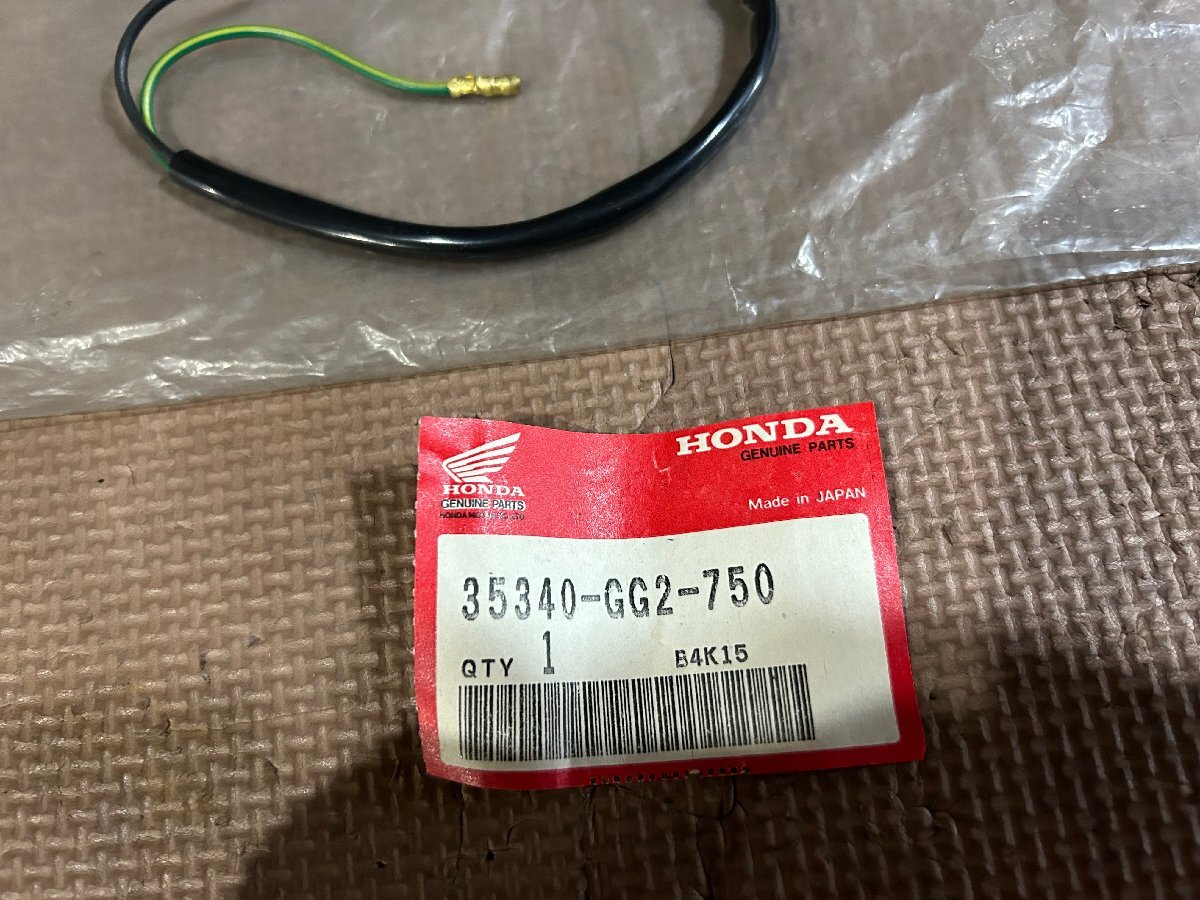 HONDA
GENUINE PARTS
HONDA
GENUINE PARTS
Made in JAPAN
35340-GG2-750
QTY 1 B4K15